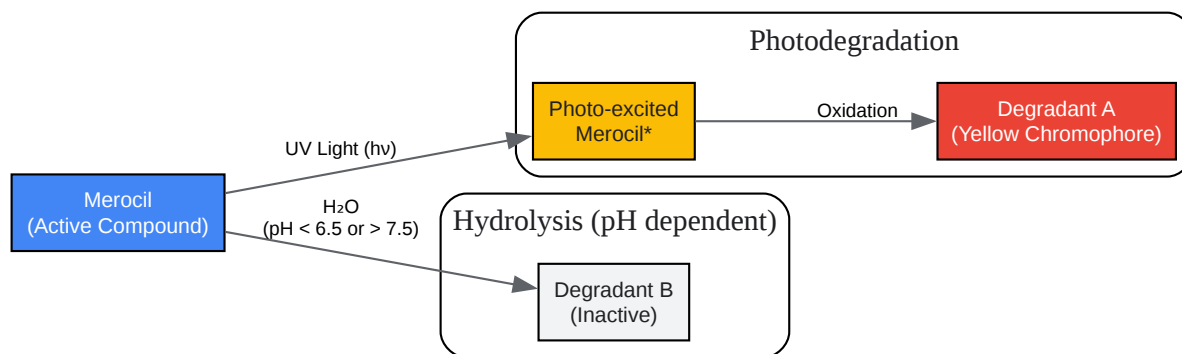 Photodegradation
Photo-excited
Merocil*
Oxidation
Degradant A
(Yellow Chromophore)
UV Light (hν)
Merocil
(Active Compound)
H₂O
(pH < 6.5 or > 7.5)
Hydrolysis (pH dependent)
Degradant B
(Inactive)